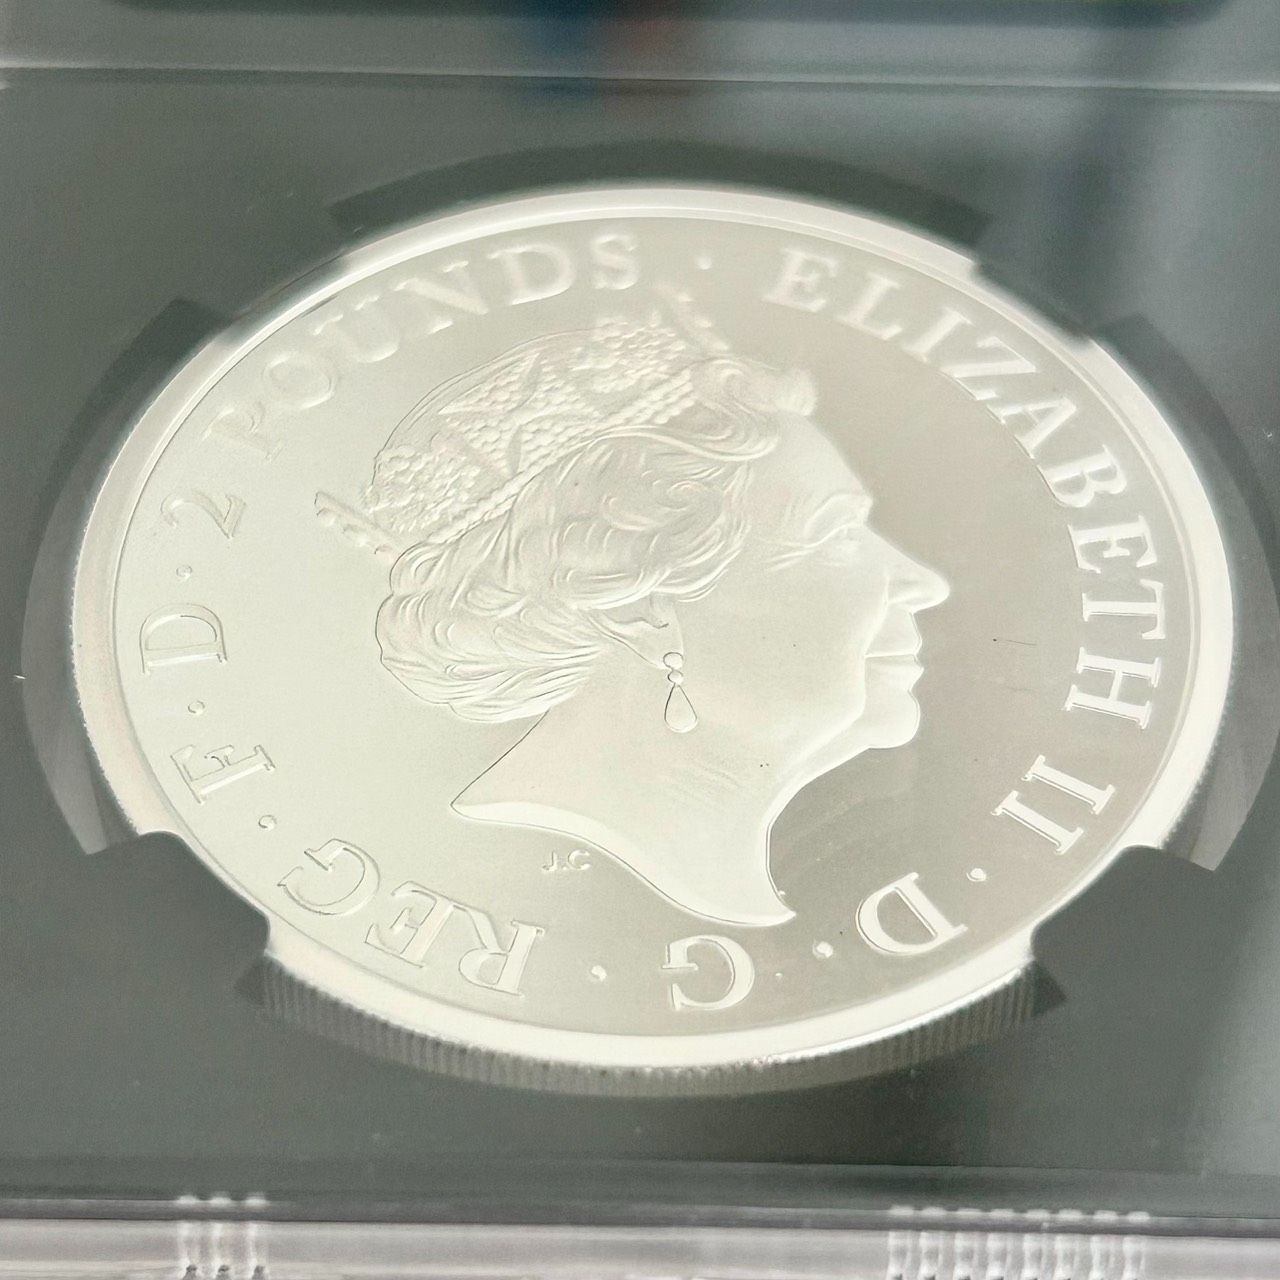 ELIZABETH II · D · G · REG · F · D · 2 POUNDS ·
J.C